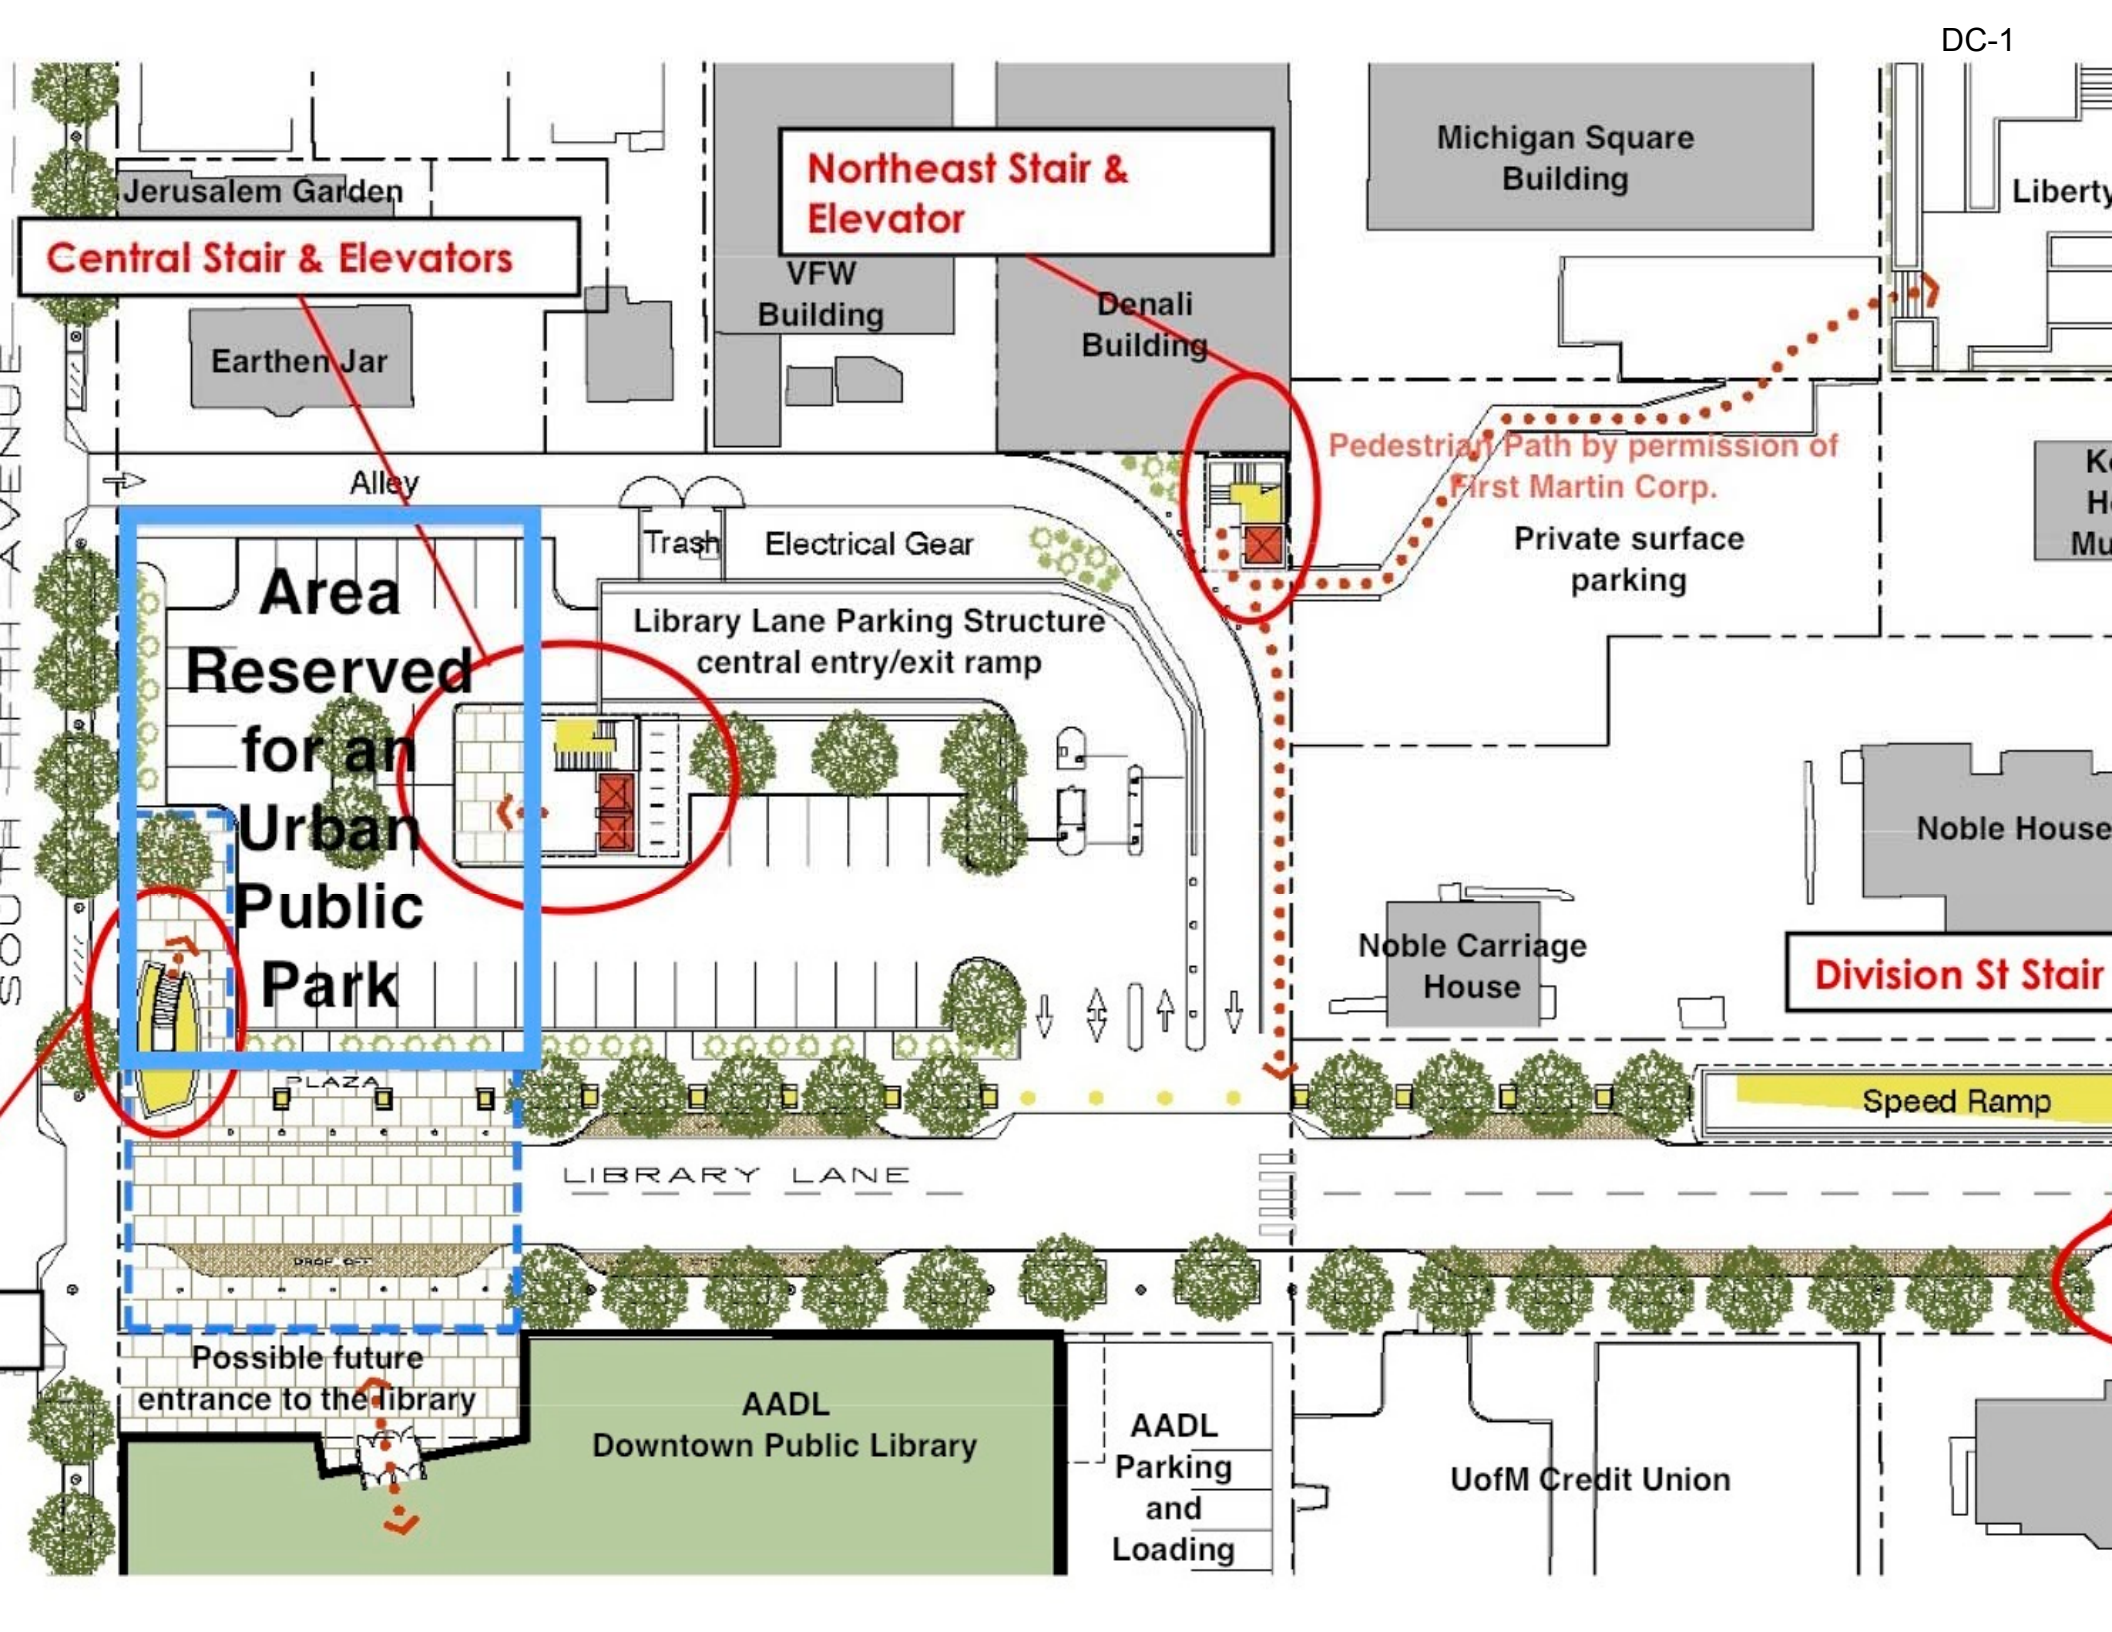 DC-1
Michigan Square
Building
Northeast Stair &
Elevator
Jerusalem Garden
Liberty
Central Stair & Elevators
VFW
Building
Denali
Building
Earthen Jar
Pedestrian Path by permission of
First Martin Corp.
Alley
Private surface
parking
Trash
Electrical Gear
Area
Reserved
for an
Urban
Public
Park
Library Lane Parking Structure
central entry/exit ramp
SOUTH FIFTH AVENUE
Noble House
Noble Carriage
House
Division St Stair
PLAZA
Speed Ramp
LIBRARY LANE
DROP OFF
Possible future
entrance to the library
AADL
Downtown Public Library
AADL
Parking
and
Loading
UofM Credit Union